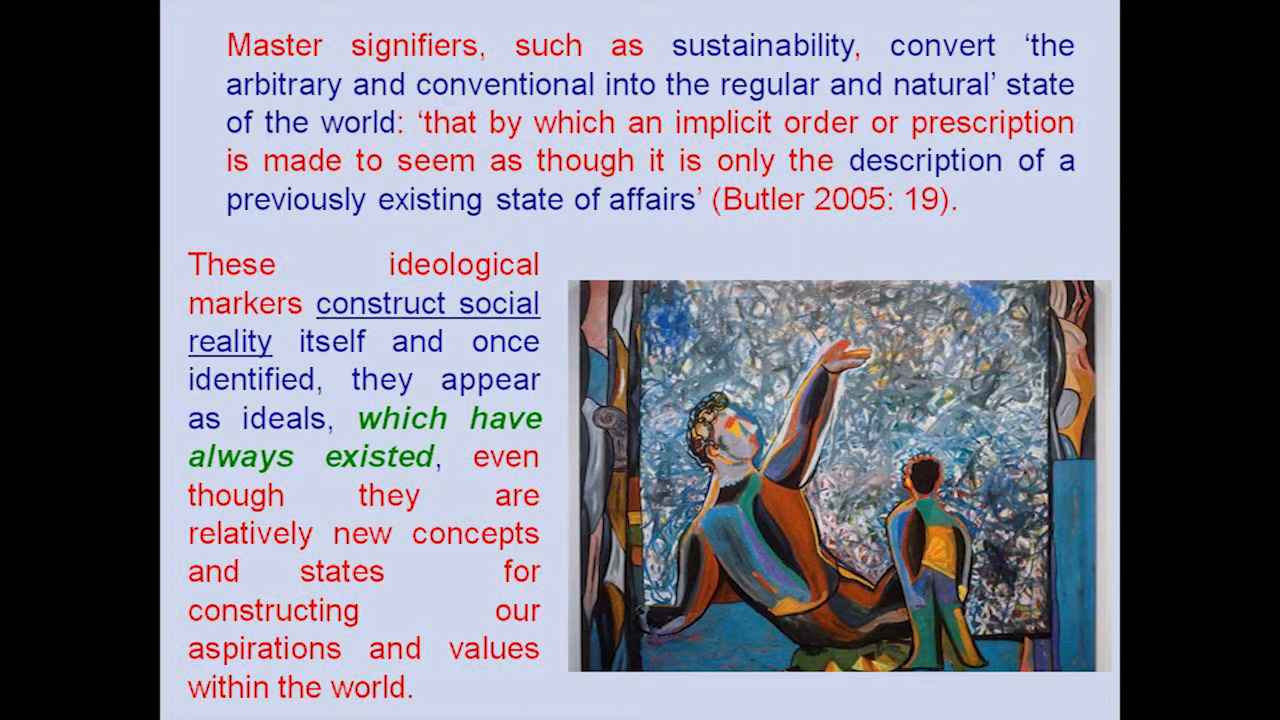 Master signifiers, such as sustainability, convert ‘the
arbitrary and conventional into the regular and natural’ state
of the world: ‘that by which an implicit order or prescription
is made to seem as though it is only the description of a
previously existing state of affairs’ (Butler 2005: 19).
These ideological
markers construct social
reality itself and once
identified, they appear
as ideals, which have
always existed, even
though they are
relatively new concepts
and states for
constructing our
aspirations and values
within the world.